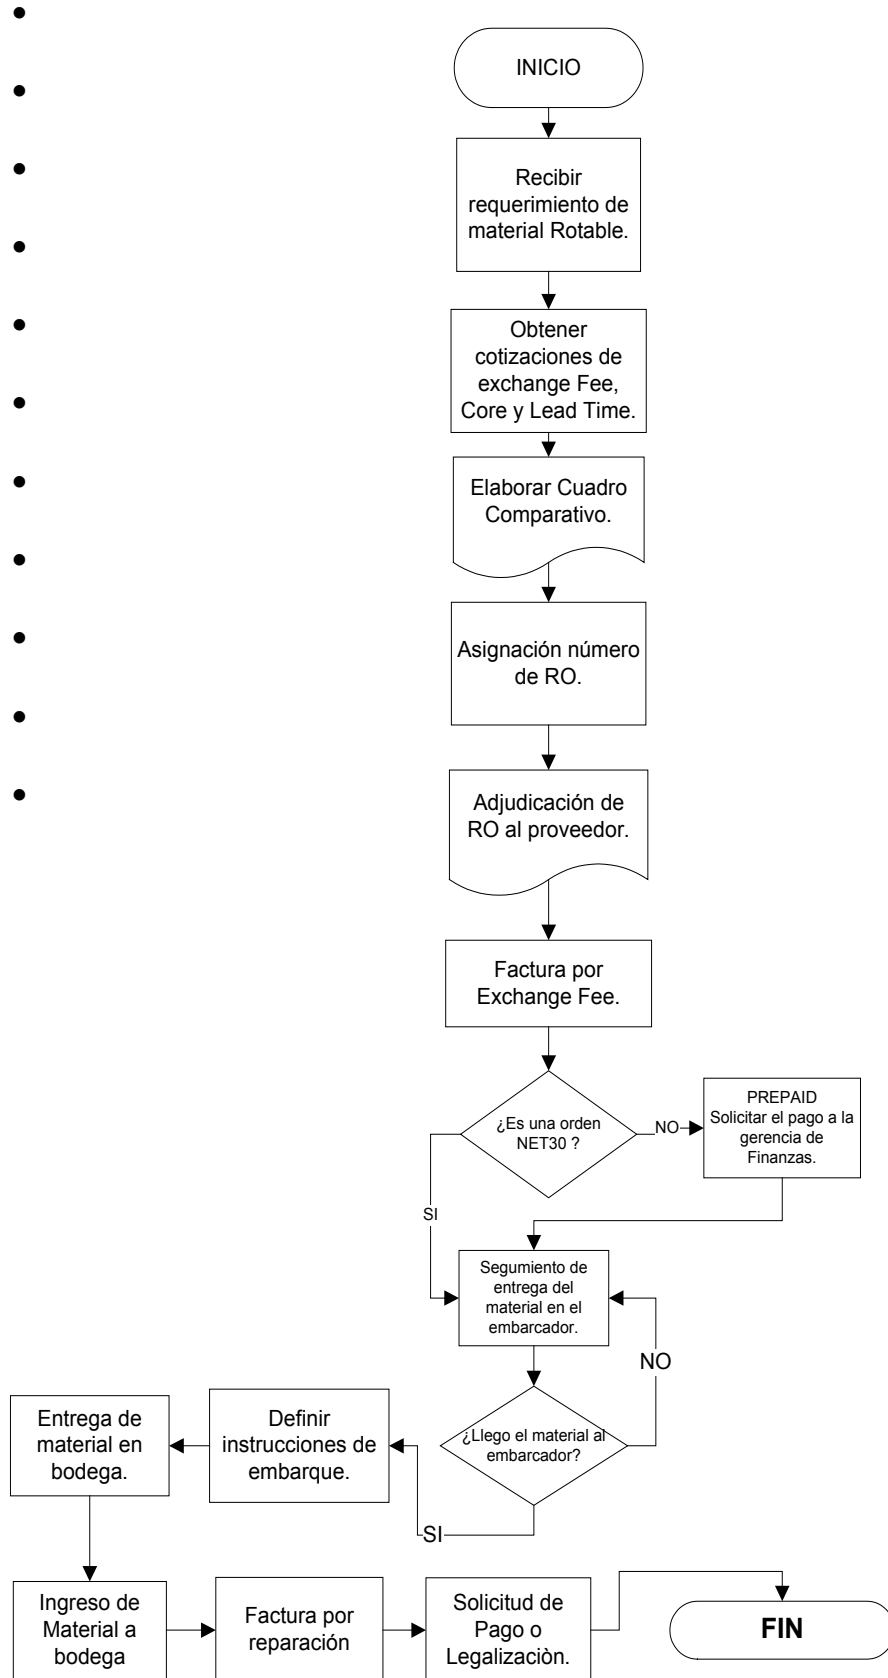 INICIO
Recibir
requerimiento de
material Rotable.
Obtener
cotizaciones de
exchange Fee,
Core y Lead Time.
Elaborar Cuadro
Comparativo.
Asignación número
de RO.
Adjudicación de
RO al proveedor.
Factura por
Exchange Fee.
¿Es una orden
NET30 ?
NO
PREPAID
Solicitar el pago a la
gerencia de
Finanzas.
SI
Segumiento de
entrega del
material en el
embarcador.
NO
¿Llego el material al
embarcador?
SI
Definir
instrucciones de
embarque.
Entrega de
material en
bodega.
Ingreso de
Material a
bodega
Factura por
reparación
Solicitud de
Pago o
Legalizaciòn.
FIN